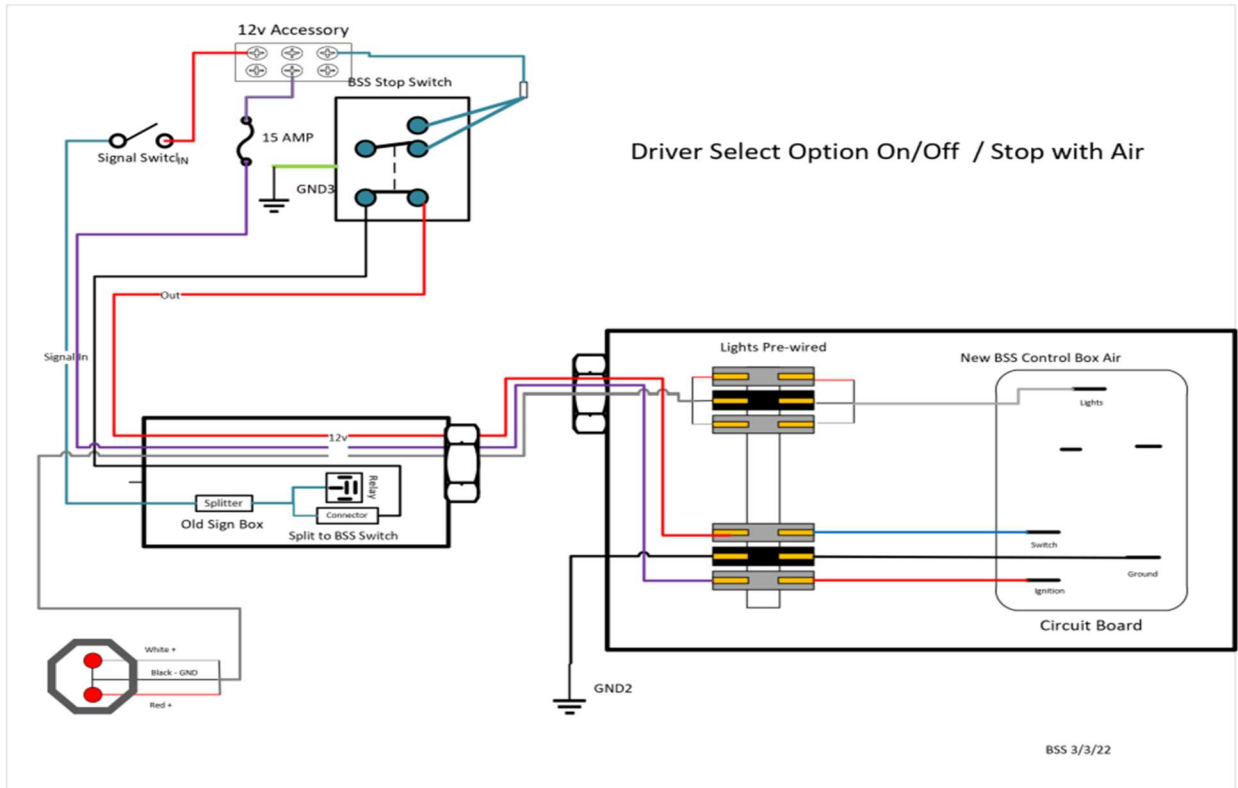 12v Accessory
BSS Stop Switch
15 AMP
Signal Switc
IN
GND3
Driver Select Option On/Off / Stop with Air
Out
Signal In
Lights Pre-wired
New BSS Control Box Air
Lights
12v
Relay
Splitter
Connector
Old Sign Box
Split to BSS Switch
Switch
Ground
Ignition
Circuit Board
White +
Black - GND
Red +
GND2
BSS 3/3/22